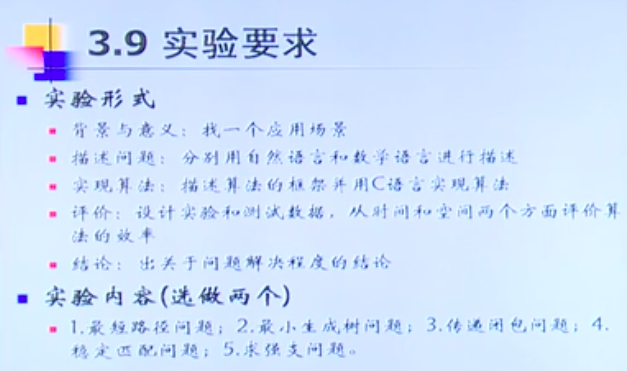 3.9 实验要求
实验形式
背景与意义：找一个应用场景
描述问题：分别用自然语言和数学语言进行描述
实现算法：描述算法的框架并用C语言实现算法
评价：设计实验和测试数据，从时间和空间两个方面评价算
法的效率
结论：出关于问题解决程度的结论
实验内容(选做两个)
1.最短路径问题；2.最小生成树问题；3.传递闭包问题；4.
稳定匹配问题；5.求强支问题。